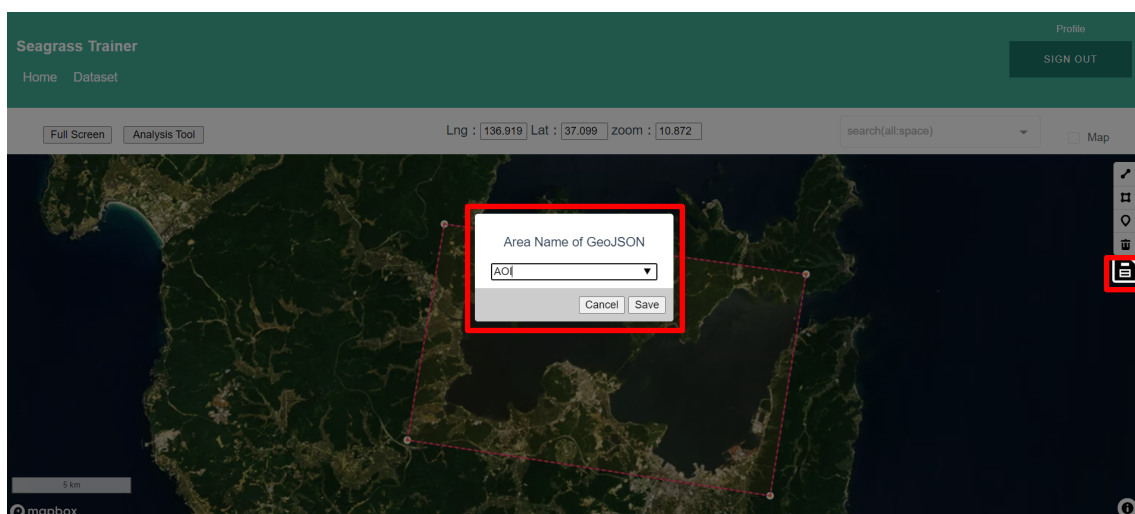 Profile
Seagrass Trainer
SIGN OUT
Home Dataset
Full Screen Analysis Tool Lng : 136.919 Lat : 37.099 zoom : 10.872 search(all:space) Map
Area Name of GeoJSON
AOI
Cancel Save
5 km
mapbox